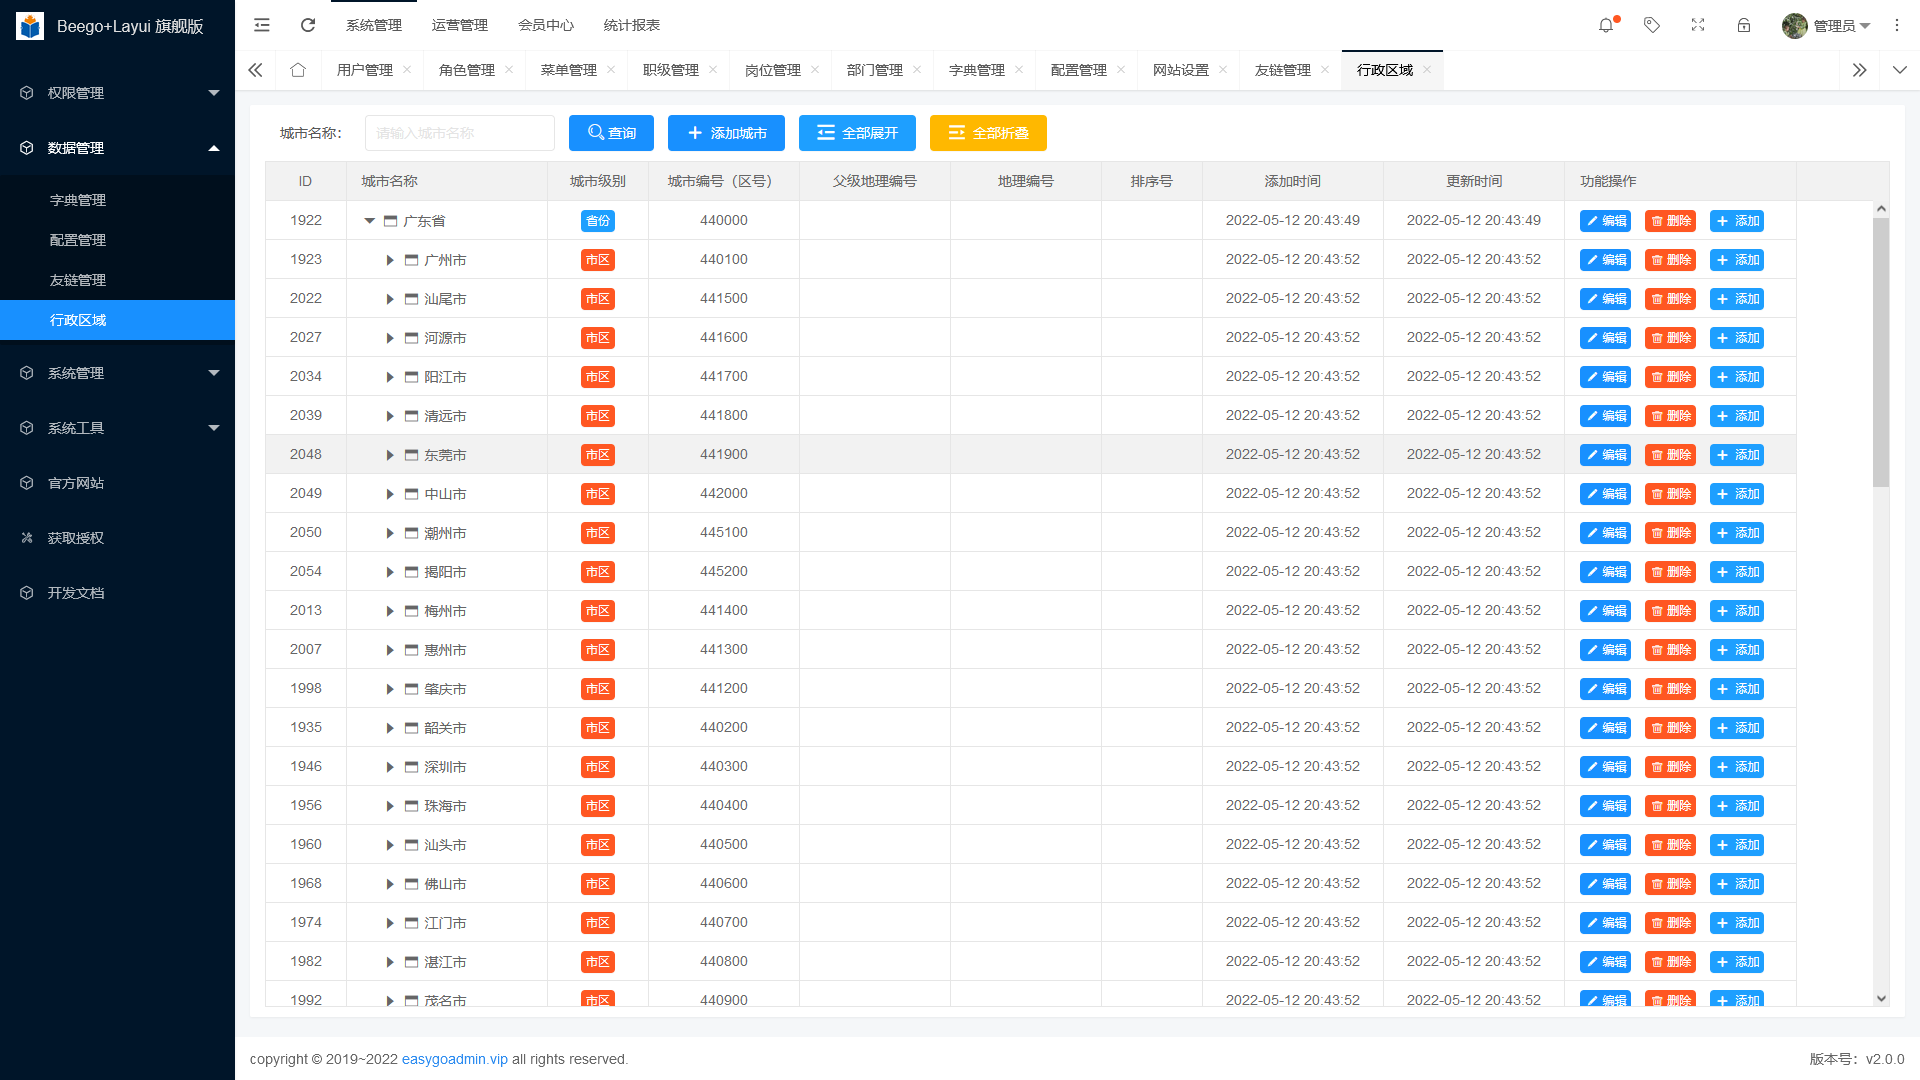 Beego+Layui 旗舰版
系统管理 运营管理 会员中心 统计报表 管理员
用户管理 角色管理 菜单管理 职级管理 岗位管理 部门管理 字典管理 配置管理 网站设置 友链管理 行政区域
权限管理
数据管理
字典管理
配置管理
友链管理
行政区域
系统管理
系统工具
官方网站
获取授权
开发文档
城市名称： 请输入城市名称 查询 添加城市 全部展开 全部折叠
ID 城市名称 城市级别 城市编号（区号） 父级地理编号 地理编号 排序号 添加时间 更新时间 功能操作
1922 广东省 省份 440000 2022-05-12 20:43:49 2022-05-12 20:43:49 编辑 删除 添加
1923 广州市 市区 440100 2022-05-12 20:43:52 2022-05-12 20:43:52 编辑 删除 添加
2022 汕尾市 市区 441500 2022-05-12 20:43:52 2022-05-12 20:43:52 编辑 删除 添加
2027 河源市 市区 441600 2022-05-12 20:43:52 2022-05-12 20:43:52 编辑 删除 添加
2034 阳江市 市区 441700 2022-05-12 20:43:52 2022-05-12 20:43:52 编辑 删除 添加
2039 清远市 市区 441800 2022-05-12 20:43:52 2022-05-12 20:43:52 编辑 删除 添加
2048 东莞市 市区 441900 2022-05-12 20:43:52 2022-05-12 20:43:52 编辑 删除 添加
2049 中山市 市区 442000 2022-05-12 20:43:52 2022-05-12 20:43:52 编辑 删除 添加
2050 潮州市 市区 445100 2022-05-12 20:43:52 2022-05-12 20:43:52 编辑 删除 添加
2054 揭阳市 市区 445200 2022-05-12 20:43:52 2022-05-12 20:43:52 编辑 删除 添加
2013 梅州市 市区 441400 2022-05-12 20:43:52 2022-05-12 20:43:52 编辑 删除 添加
2007 惠州市 市区 441300 2022-05-12 20:43:52 2022-05-12 20:43:52 编辑 删除 添加
1998 肇庆市 市区 441200 2022-05-12 20:43:52 2022-05-12 20:43:52 编辑 删除 添加
1935 韶关市 市区 440200 2022-05-12 20:43:52 2022-05-12 20:43:52 编辑 删除 添加
1946 深圳市 市区 440300 2022-05-12 20:43:52 2022-05-12 20:43:52 编辑 删除 添加
1956 珠海市 市区 440400 2022-05-12 20:43:52 2022-05-12 20:43:52 编辑 删除 添加
1960 汕头市 市区 440500 2022-05-12 20:43:52 2022-05-12 20:43:52 编辑 删除 添加
1968 佛山市 市区 440600 2022-05-12 20:43:52 2022-05-12 20:43:52 编辑 删除 添加
1974 江门市 市区 440700 2022-05-12 20:43:52 2022-05-12 20:43:52 编辑 删除 添加
1982 湛江市 市区 440800 2022-05-12 20:43:52 2022-05-12 20:43:52 编辑 删除 添加
1992 茂名市 市区 440900 2022-05-12 20:43:52 2022-05-12 20:43:52 编辑 删除 添加
copyright © 2019~2022 easygoadmin.vip all rights reserved. 版本号：v2.0.0